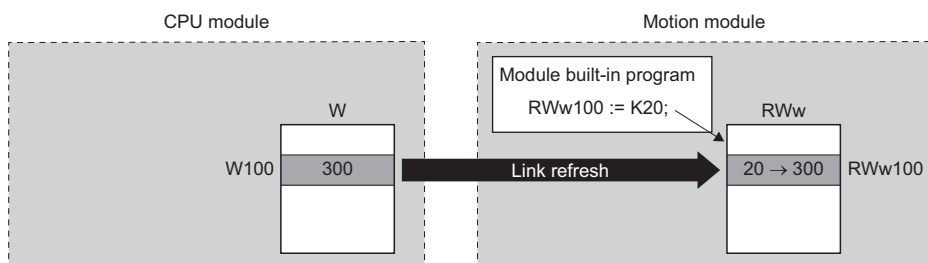 CPU module
Motion module
Module built-in program
RWw100 := K20;
W
RWw
W100
300
Link refresh
20 → 300
RWw100